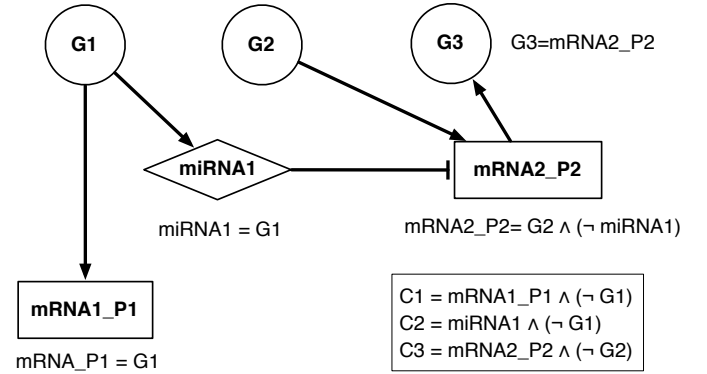 G1
G2
G3
G3=mRNA2_P2
miRNA1
mRNA2_P2
miRNA1 = G1
mRNA2_P2= G2 ∧ (¬ miRNA1)
mRNA1_P1
mRNA_P1 = G1
C1 = mRNA1_P1 ∧ (¬ G1)
C2 = miRNA1 ∧ (¬ G1)
C3 = mRNA2_P2 ∧ (¬ G2)